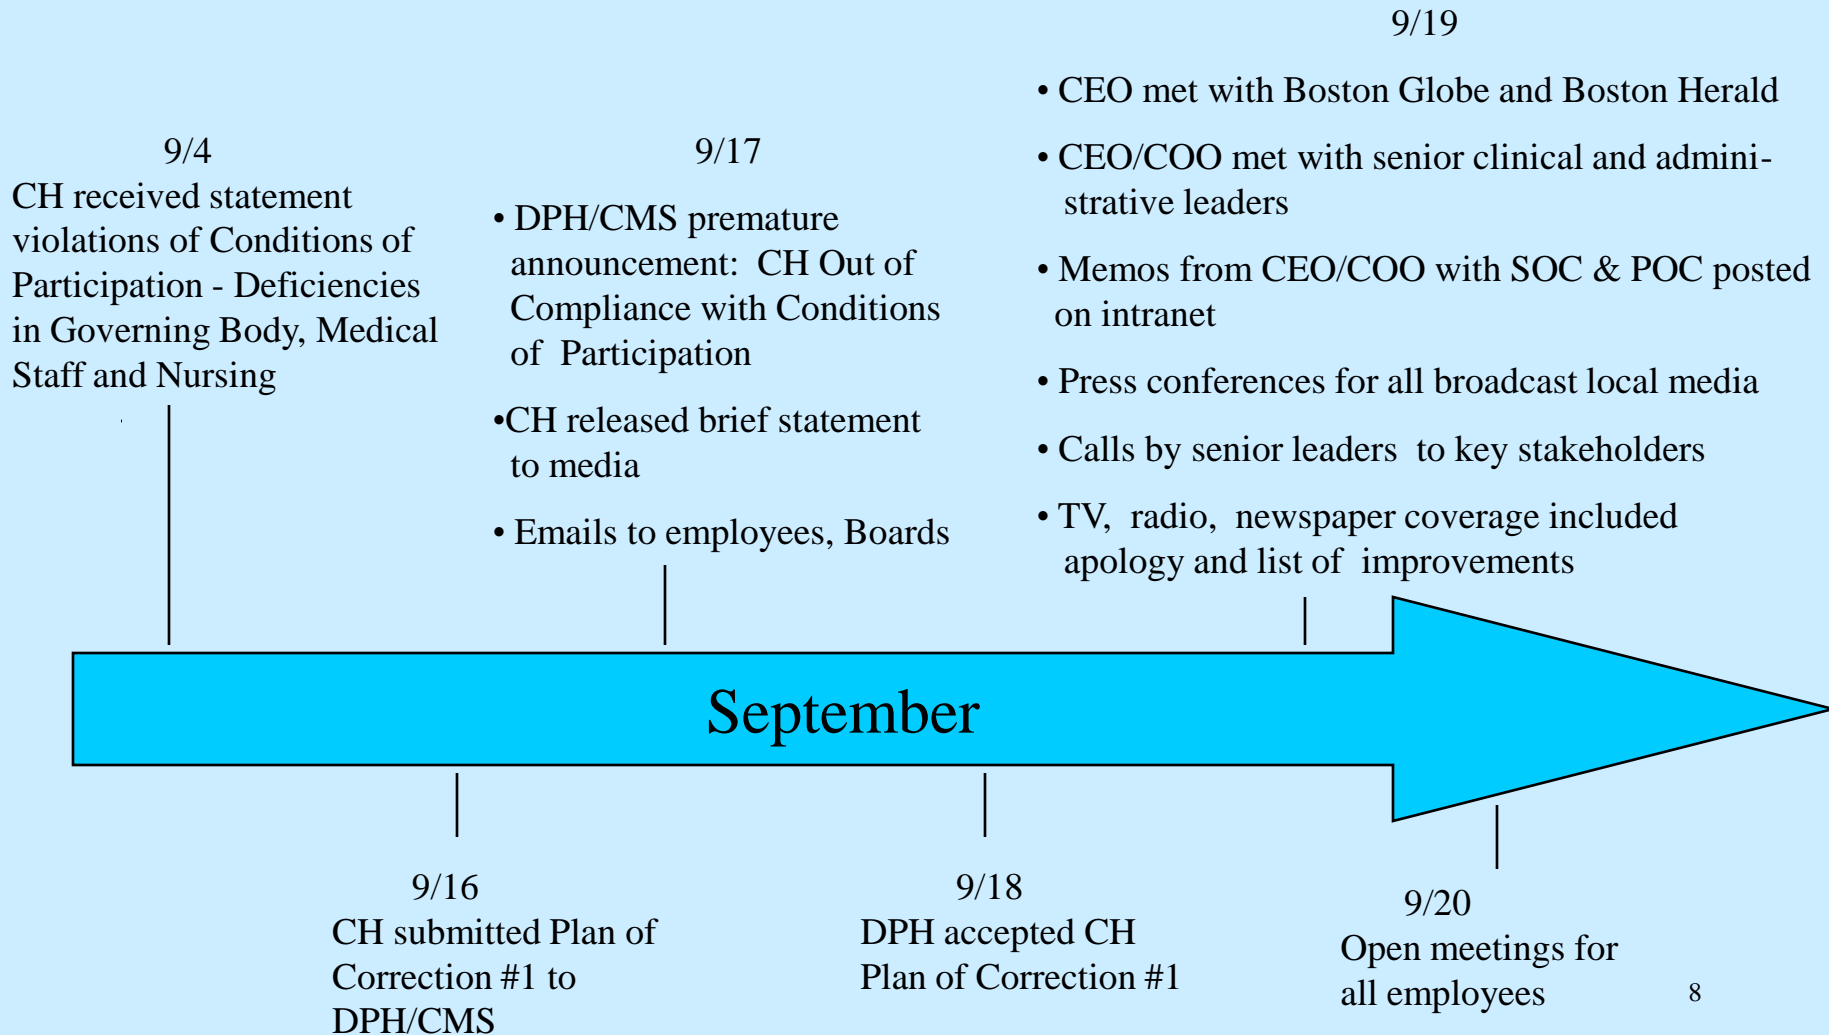 9/4
CH received statement
violations of Conditions of
Participation - Deficiencies
in Governing Body, Medical
Staff and Nursing
9/17
• DPH/CMS premature
announcement: CH Out of
Compliance with Conditions
of Participation
•CH released brief statement
to media
• Emails to employees, Boards
9/19
• CEO met with Boston Globe and Boston Herald
• CEO/COO met with senior clinical and admini-
strative leaders
• Memos from CEO/COO with SOC & POC posted
on intranet
• Press conferences for all broadcast local media
• Calls by senior leaders to key stakeholders
• TV, radio, newspaper coverage included
apology and list of improvements
September
9/16
CH submitted Plan of
Correction #1 to
DPH/CMS
9/18
DPH accepted CH
Plan of Correction #1
9/20
Open meetings for
all employees
8